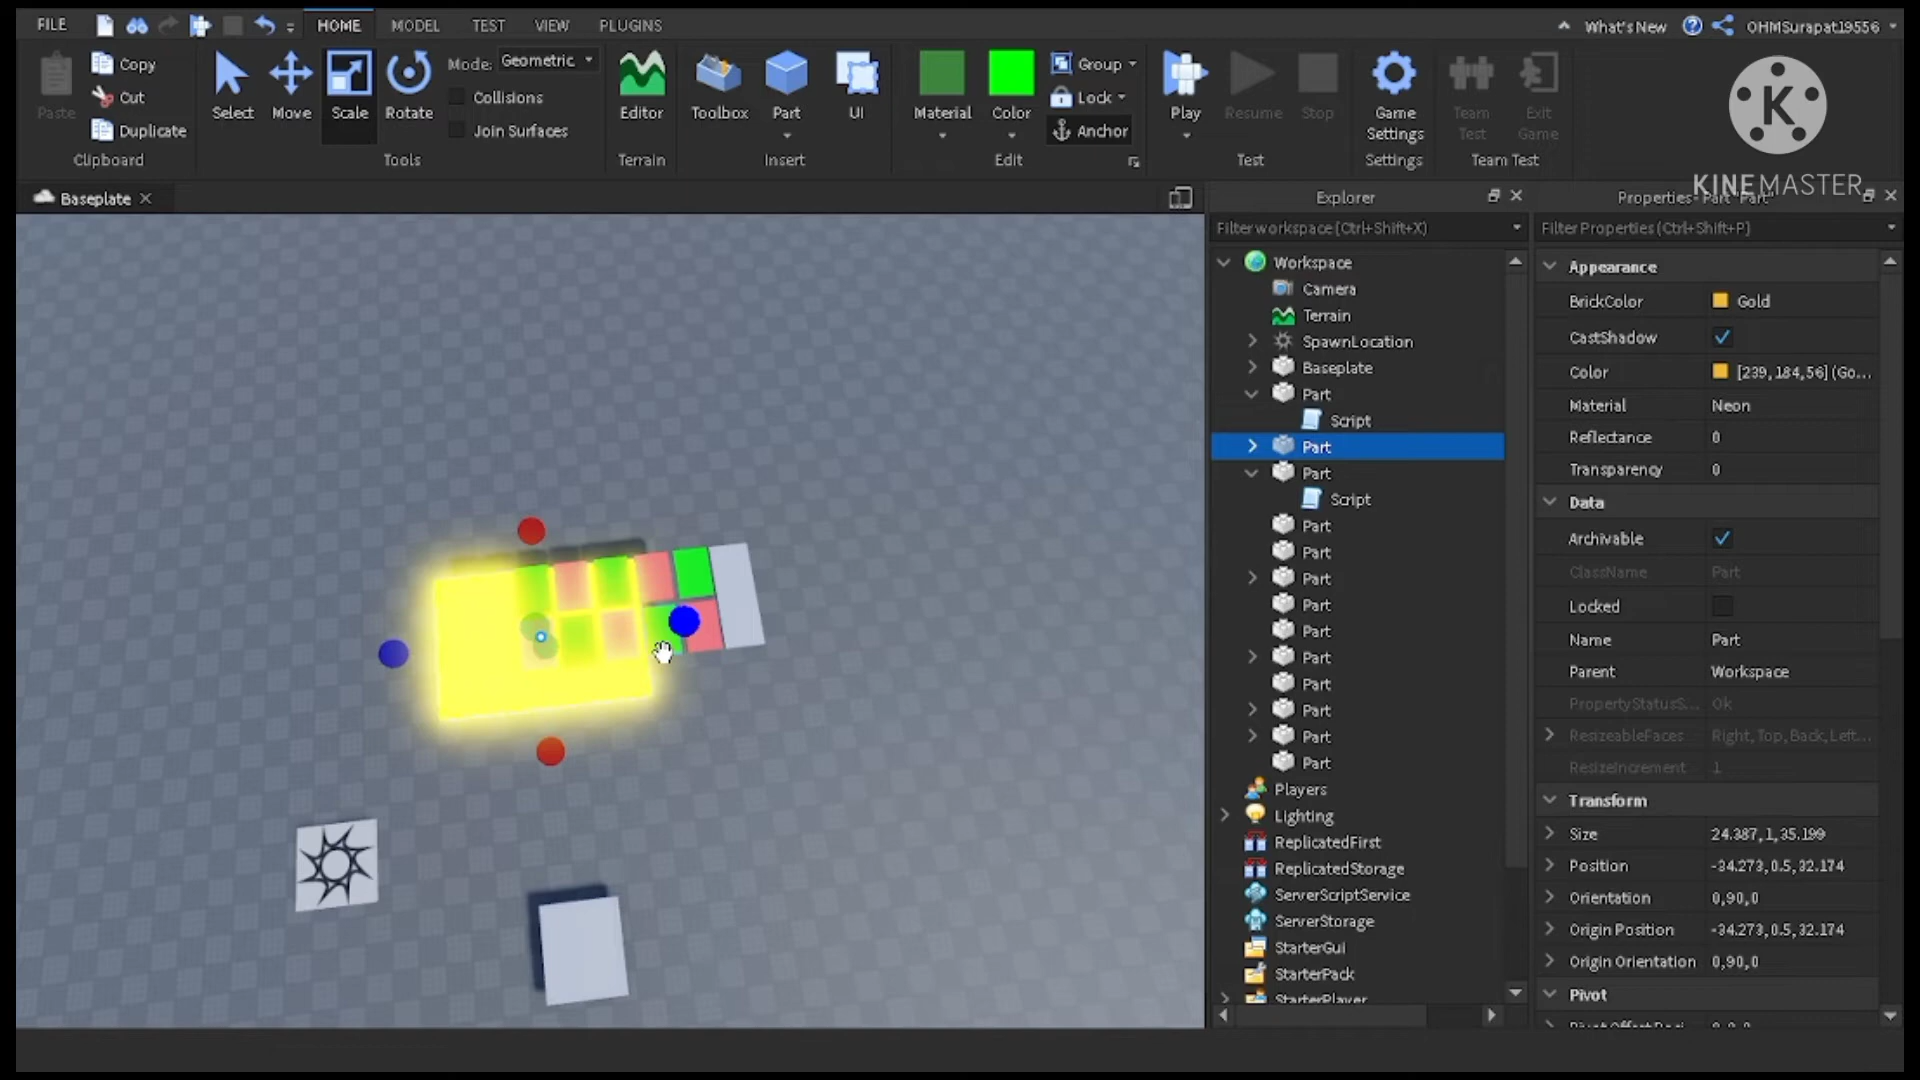 FILE HOME MODEL TEST VIEW PLUGINS What's New OHMSurapat19556
Copy
Cut
Duplicate
Paste
Clipboard
Select Move Scale Rotate
Mode: Geometric
Collisions
Join Surfaces
Tools
Editor
Terrain
Toolbox Part UI
Insert
Material Color
Group
Lock
Anchor
Edit
Play Resume Stop
Test
Game
Settings
Settings
Team
Test
Exit
Game
Team Test
KINEMASTER
Baseplate
Explorer
Filter workspace (Ctrl+Shift+X)
Workspace
Camera
Terrain
SpawnLocation
Baseplate
Part
Script
Part
Part
Script
Part
Part
Part
Part
Part
Part
Part
Part
Part
Part
Players
Lighting
ReplicatedFirst
ReplicatedStorage
ServerScriptService
ServerStorage
StarterGui
StarterPack
StarterPlayer
Properties - Part "Part"
Filter Properties (Ctrl+Shift+P)
Appearance
BrickColor Gold
CastShadow
Color [239,184,56] (Go...
Material Neon
Reflectance 0
Transparency 0
Data
Archivable
ClassName Part
Locked
Name Part
Parent Workspace
PropertyStatusS... Ok
ResizeableFaces Right,Top,Back,Left...
ResizeIncrement 1
Transform
Size 24.387,1,35.199
Position -34.273,0.5,32.174
Orientation 0,90,0
Origin Position -34.273,0.5,32.174
Origin Orientation 0,90,0
Pivot